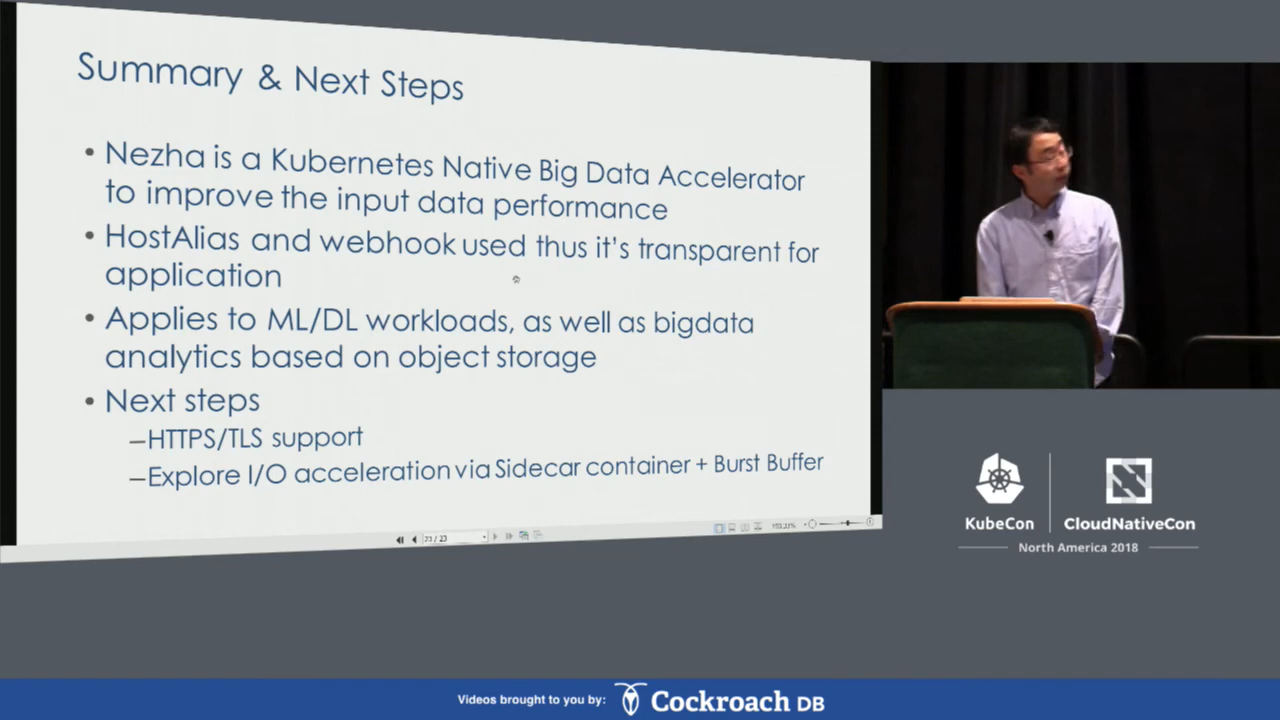 Summary & Next Steps
• Nezha is a Kubernetes Native Big Data Accelerator
to improve the input data performance
• HostAlias and webhook used thus it's transparent for
application
• Applies to ML/DL workloads, as well as bigdata
analytics based on object storage
• Next steps
–HTTPS/TLS support
–Explore I/O acceleration via Sidecar container + Burst Buffer
KubeCon
CloudNativeCon
North America 2018
Videos brought to you by:
Cockroach DB